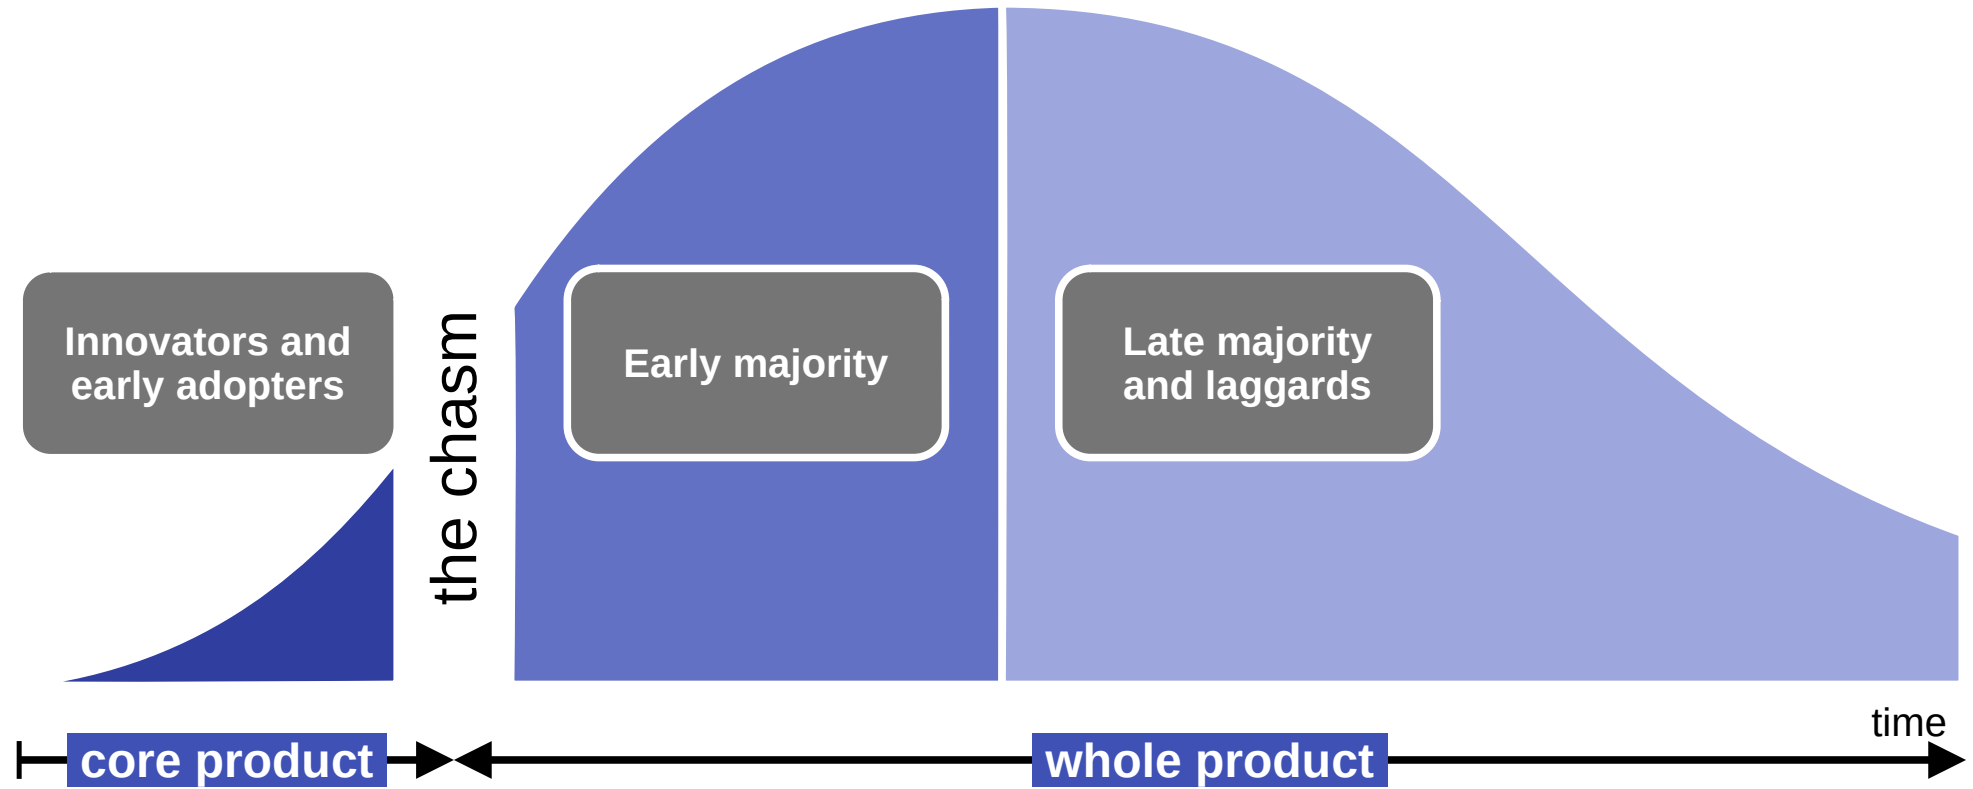 Innovators and
early adopters
the chasm
Early majority
Late majority
and laggards
time
core product
whole product